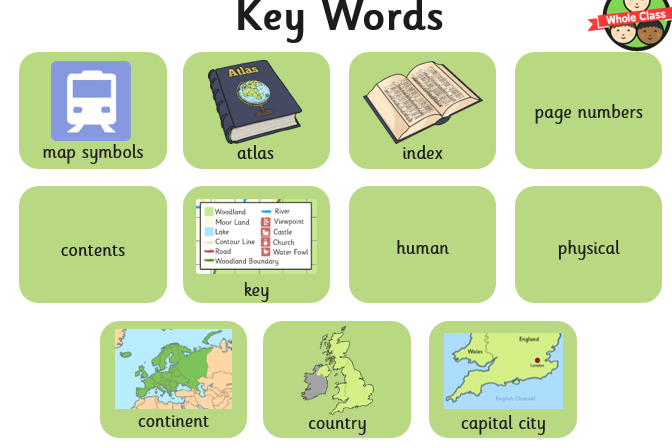 Key Words
Whole Class
map symbols
Atlas
atlas
index
page numbers
contents
Woodland
River
Moor Land
Viewpoint
Lake
Castle
Contour Line
Church
Road
Water Fowl
Woodland Boundary
key
human
physical
continent
country
England
Wales
London
English Channel
capital city